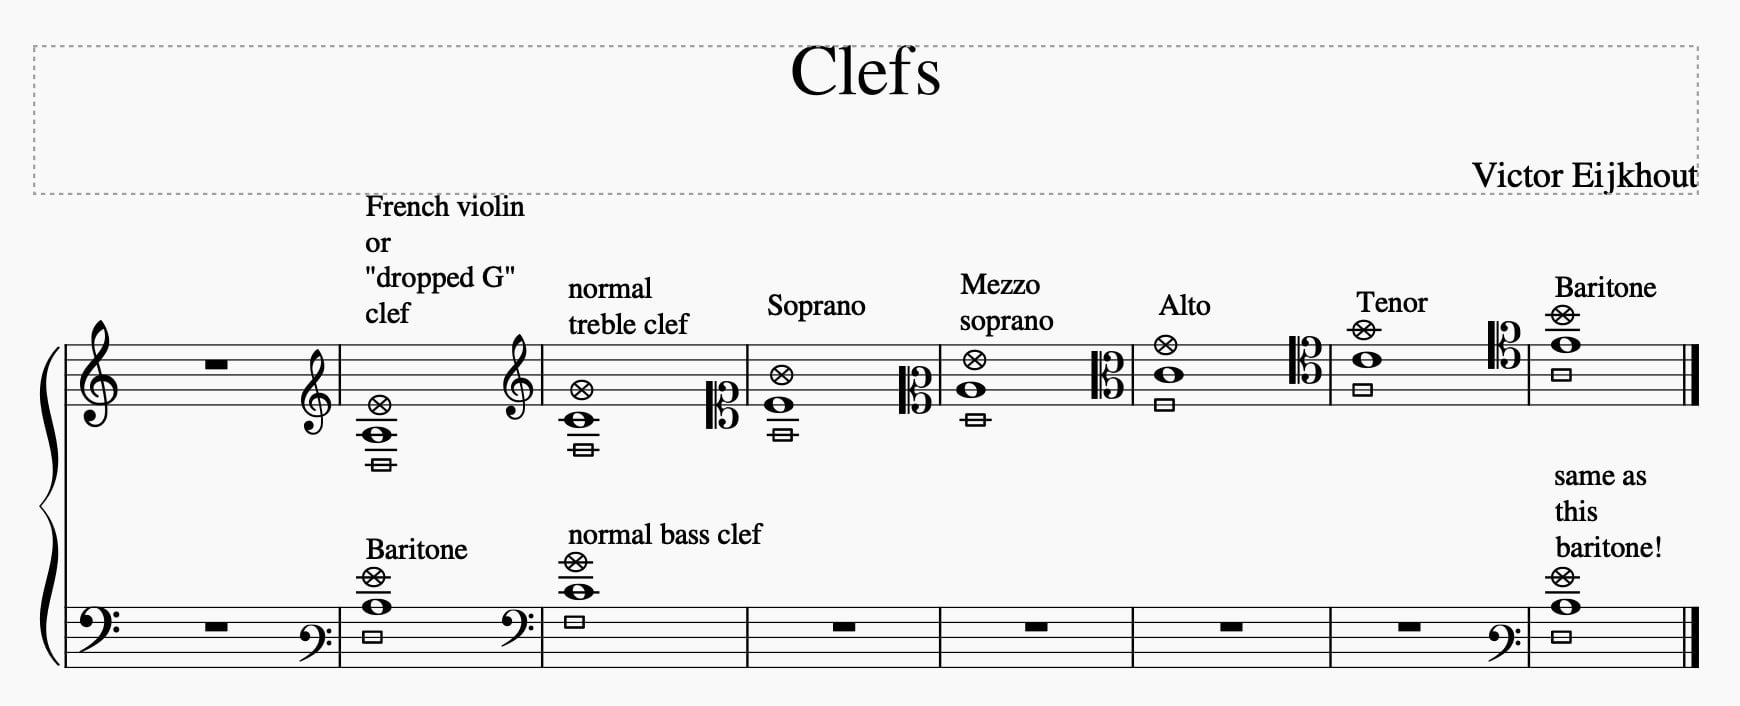 Clefs
Victor Eijkhout
French violin
or
"dropped G"
clef
normal
treble clef
Soprano
Mezzo
soprano
Alto
Tenor
Baritone
Baritone
normal bass clef
same as
this
baritone!